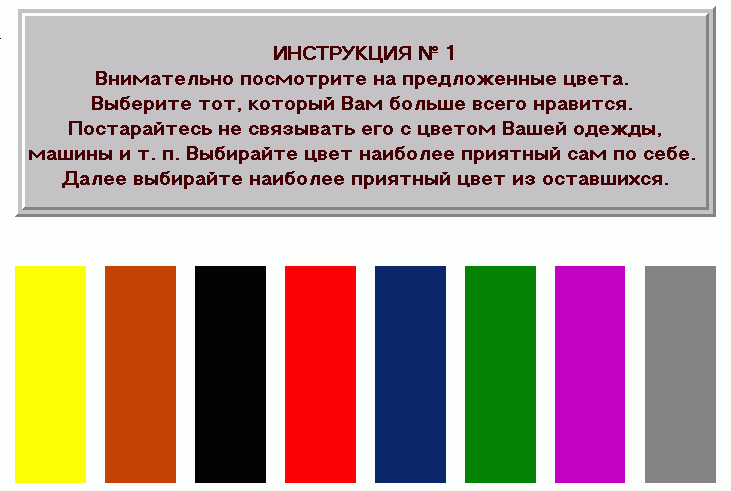 ИНСТРУКЦИЯ № 1
Внимательно посмотрите на предложенные цвета.
Выберите тот, который Вам больше всего нравится.
Постарайтесь не связывать его с цветом Вашей одежды,
машины и т. п. Выбирайте цвет наиболее приятный сам по себе.
Далее выбирайте наиболее приятный цвет из оставшихся.